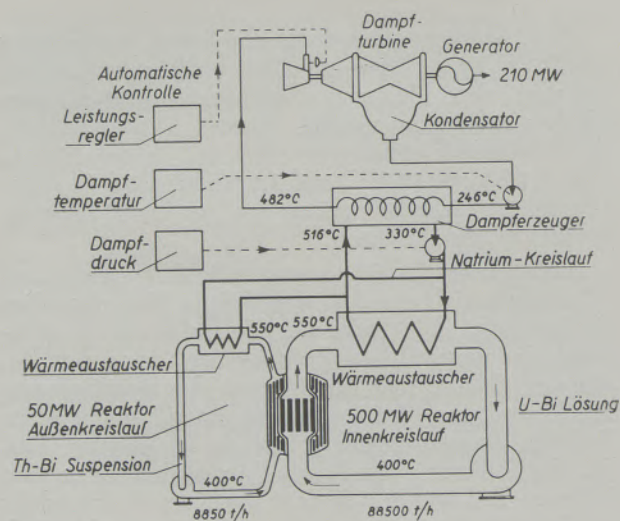 Dampf-
turbine
Generator
210 MW
Automatische
Kontrolle
Leistungs-
regler
Kondensator
Dampf-
temperatur
482°C
246°C
Dampferzeuger
516°C
330°C
Dampf-
druck
Natrium-Kreislauf
550°C
550°C
Wärmeaustauscher
Wärmeaustauscher
50 MW Reaktor
Außenkreislauf
500 MW Reaktor
Innenkreislauf
U-Bi Lösung
Th-Bi Suspension
400°C
400°C
8850 t/h
88500 t/h